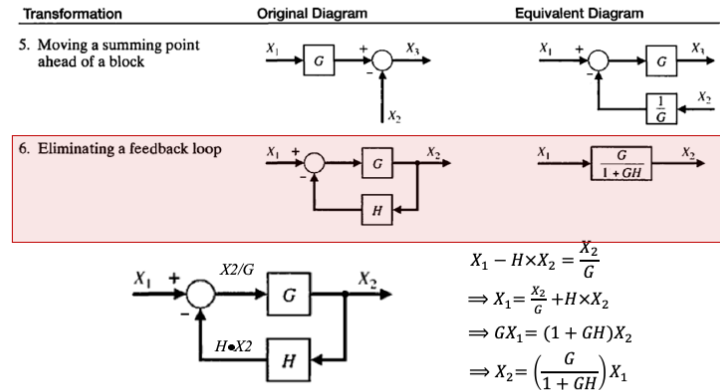 Transformation Original Diagram Equivalent Diagram
5. Moving a summing point
ahead of a block
X₁ G + − X₃ X₂
X₁ + − G X₃ 1/G X₂
6. Eliminating a feedback loop
X₁ + − G X₂ H
X₁ G/(1 + GH) X₂
X₁ + − X2/G G X₂
H•X2 H
X₁ − H×X₂ = X₂/G
⟹ X₁= X₂/G +H×X₂
⟹ GX₁= (1 + GH)X₂
⟹ X₂= (G/(1 + GH)) X₁